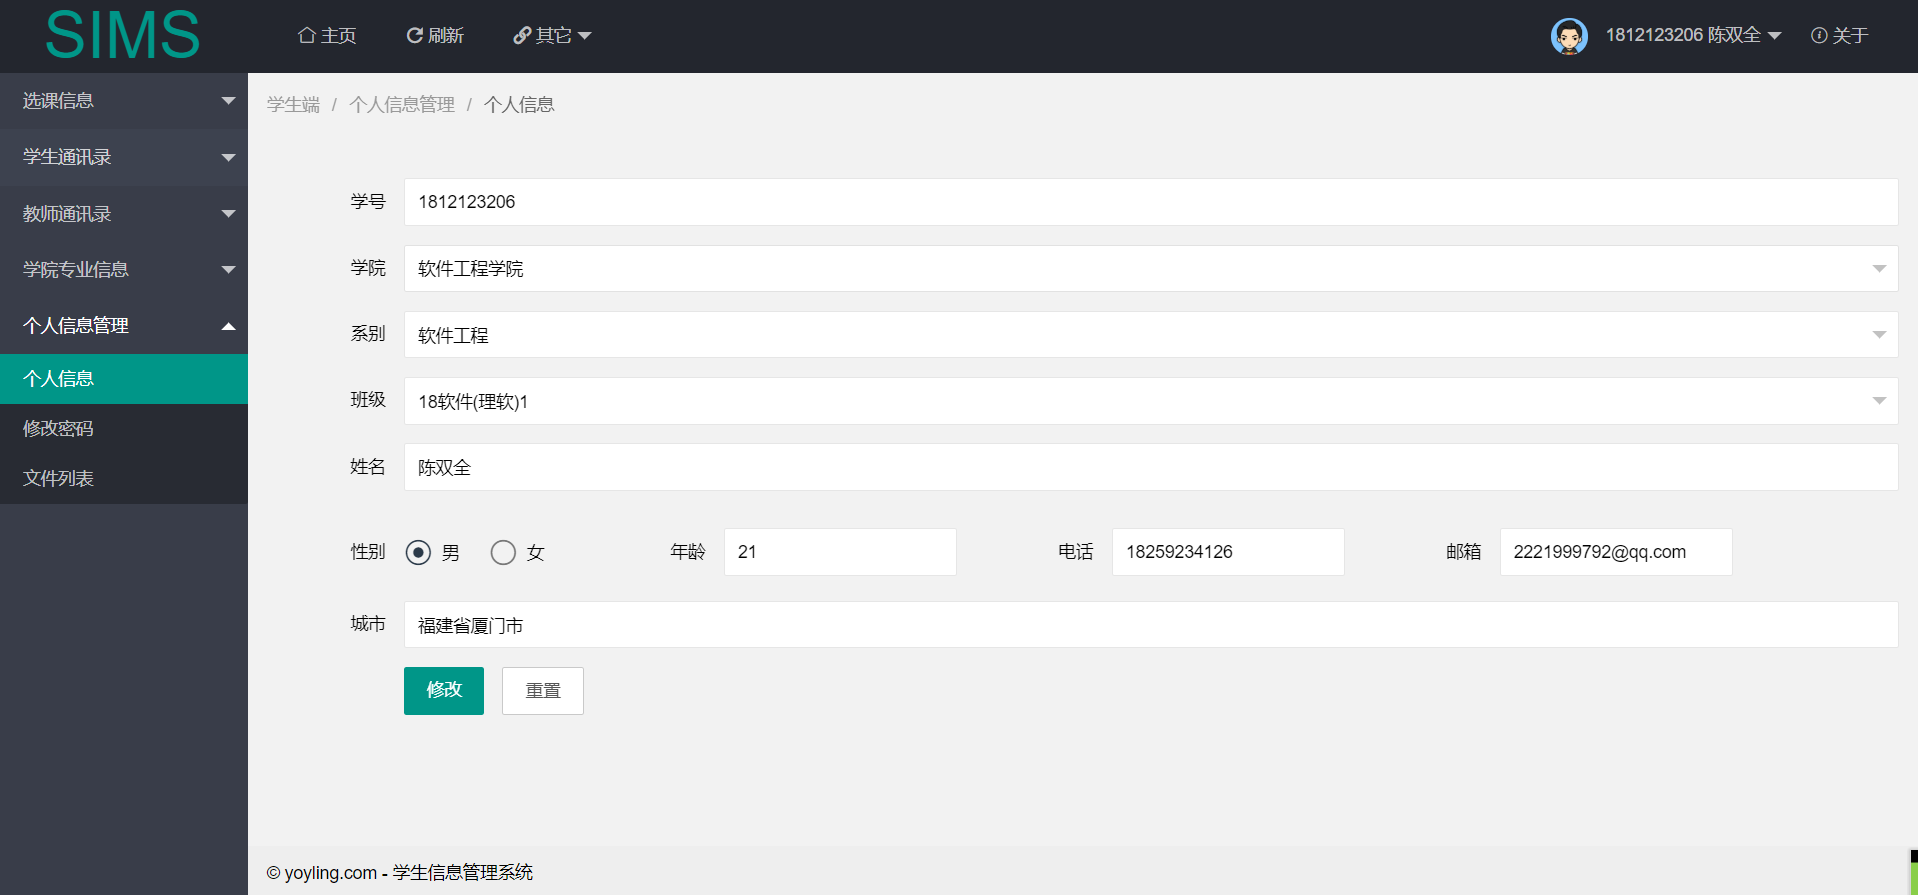 SIMS
主页 刷新 其它
1812123206 陈双全 关于
选课信息
学生通讯录
教师通讯录
学院专业信息
个人信息管理
个人信息
修改密码
文件列表
学生端 / 个人信息管理 / 个人信息
学号 1812123206
学院 软件工程学院
系别 软件工程
班级 18软件(理软)1
姓名 陈双全
性别 男 女 年龄 21 电话 18259234126 邮箱 2221999792@qq.com
城市 福建省厦门市
修改 重置
© yoyling.com - 学生信息管理系统